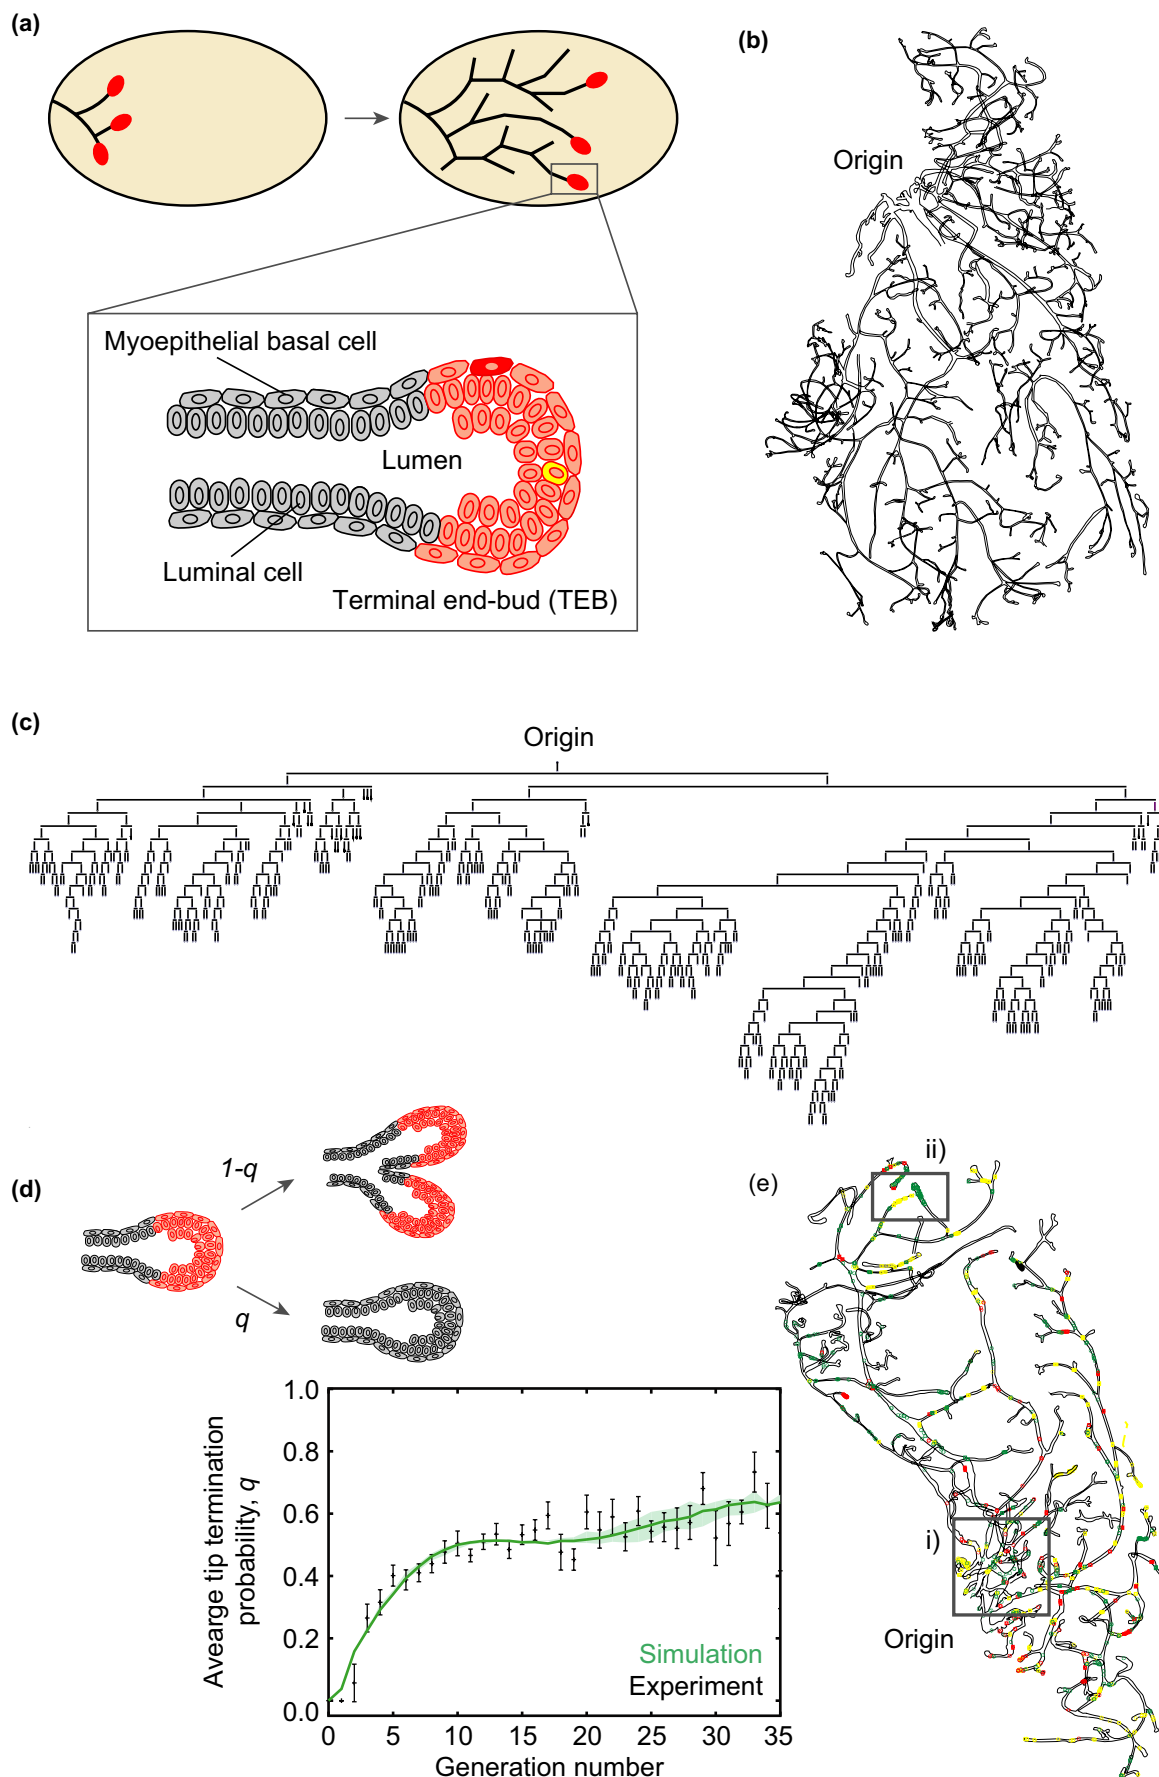 (a)
(b)
Origin
Myoepithelial basal cell
Lumen
Luminal cell
Terminal end-bud (TEB)
(c)
Origin
(d)
1-q
q
(e)
ii)
i)
Origin
Avearge tip termination
probability, q
1.0
0.8
0.6
0.4
0.2
0.0
Simulation
Experiment
0 5 10 15 20 25 30 35
Generation number